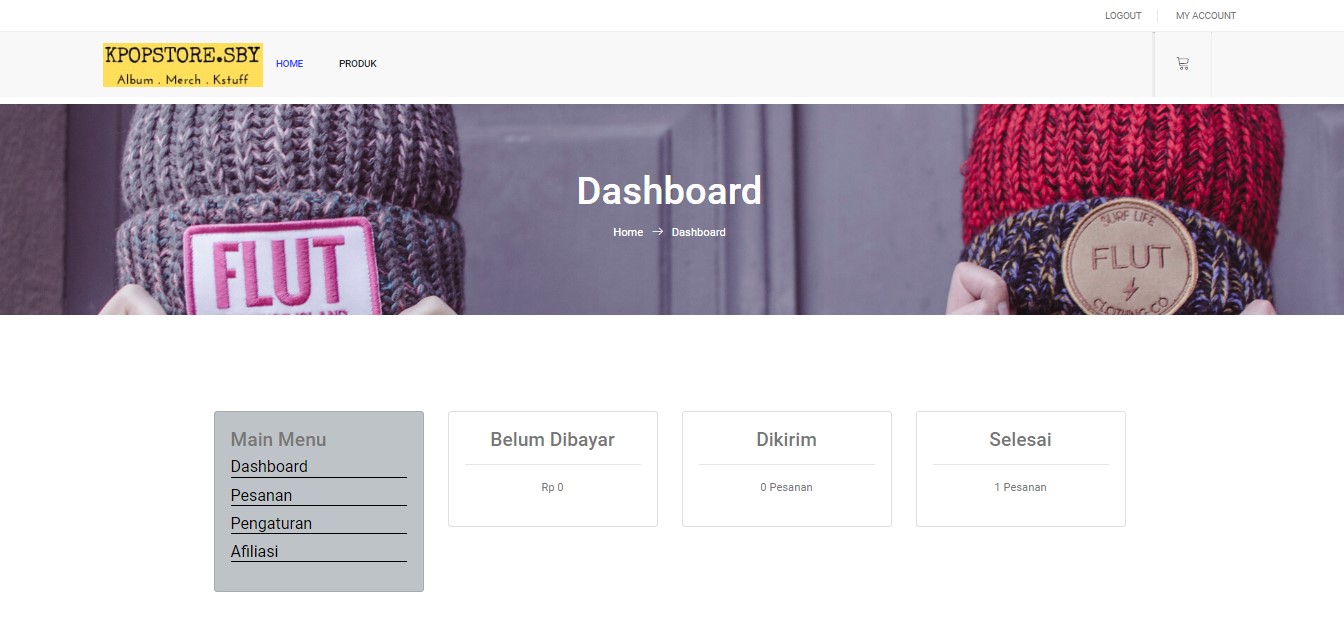 LOGOUT
MY ACCOUNT
KPOPSTORE.SBY
Album . Merch . Kstuff
HOME
PRODUK
Dashboard
Home → Dashboard
FLUT
SURF LIFE
FLUT
CLOTHING CO
Main Menu
Dashboard
Pesanan
Pengaturan
Afiliasi
Belum Dibayar
Rp 0
Dikirim
0 Pesanan
Selesai
1 Pesanan